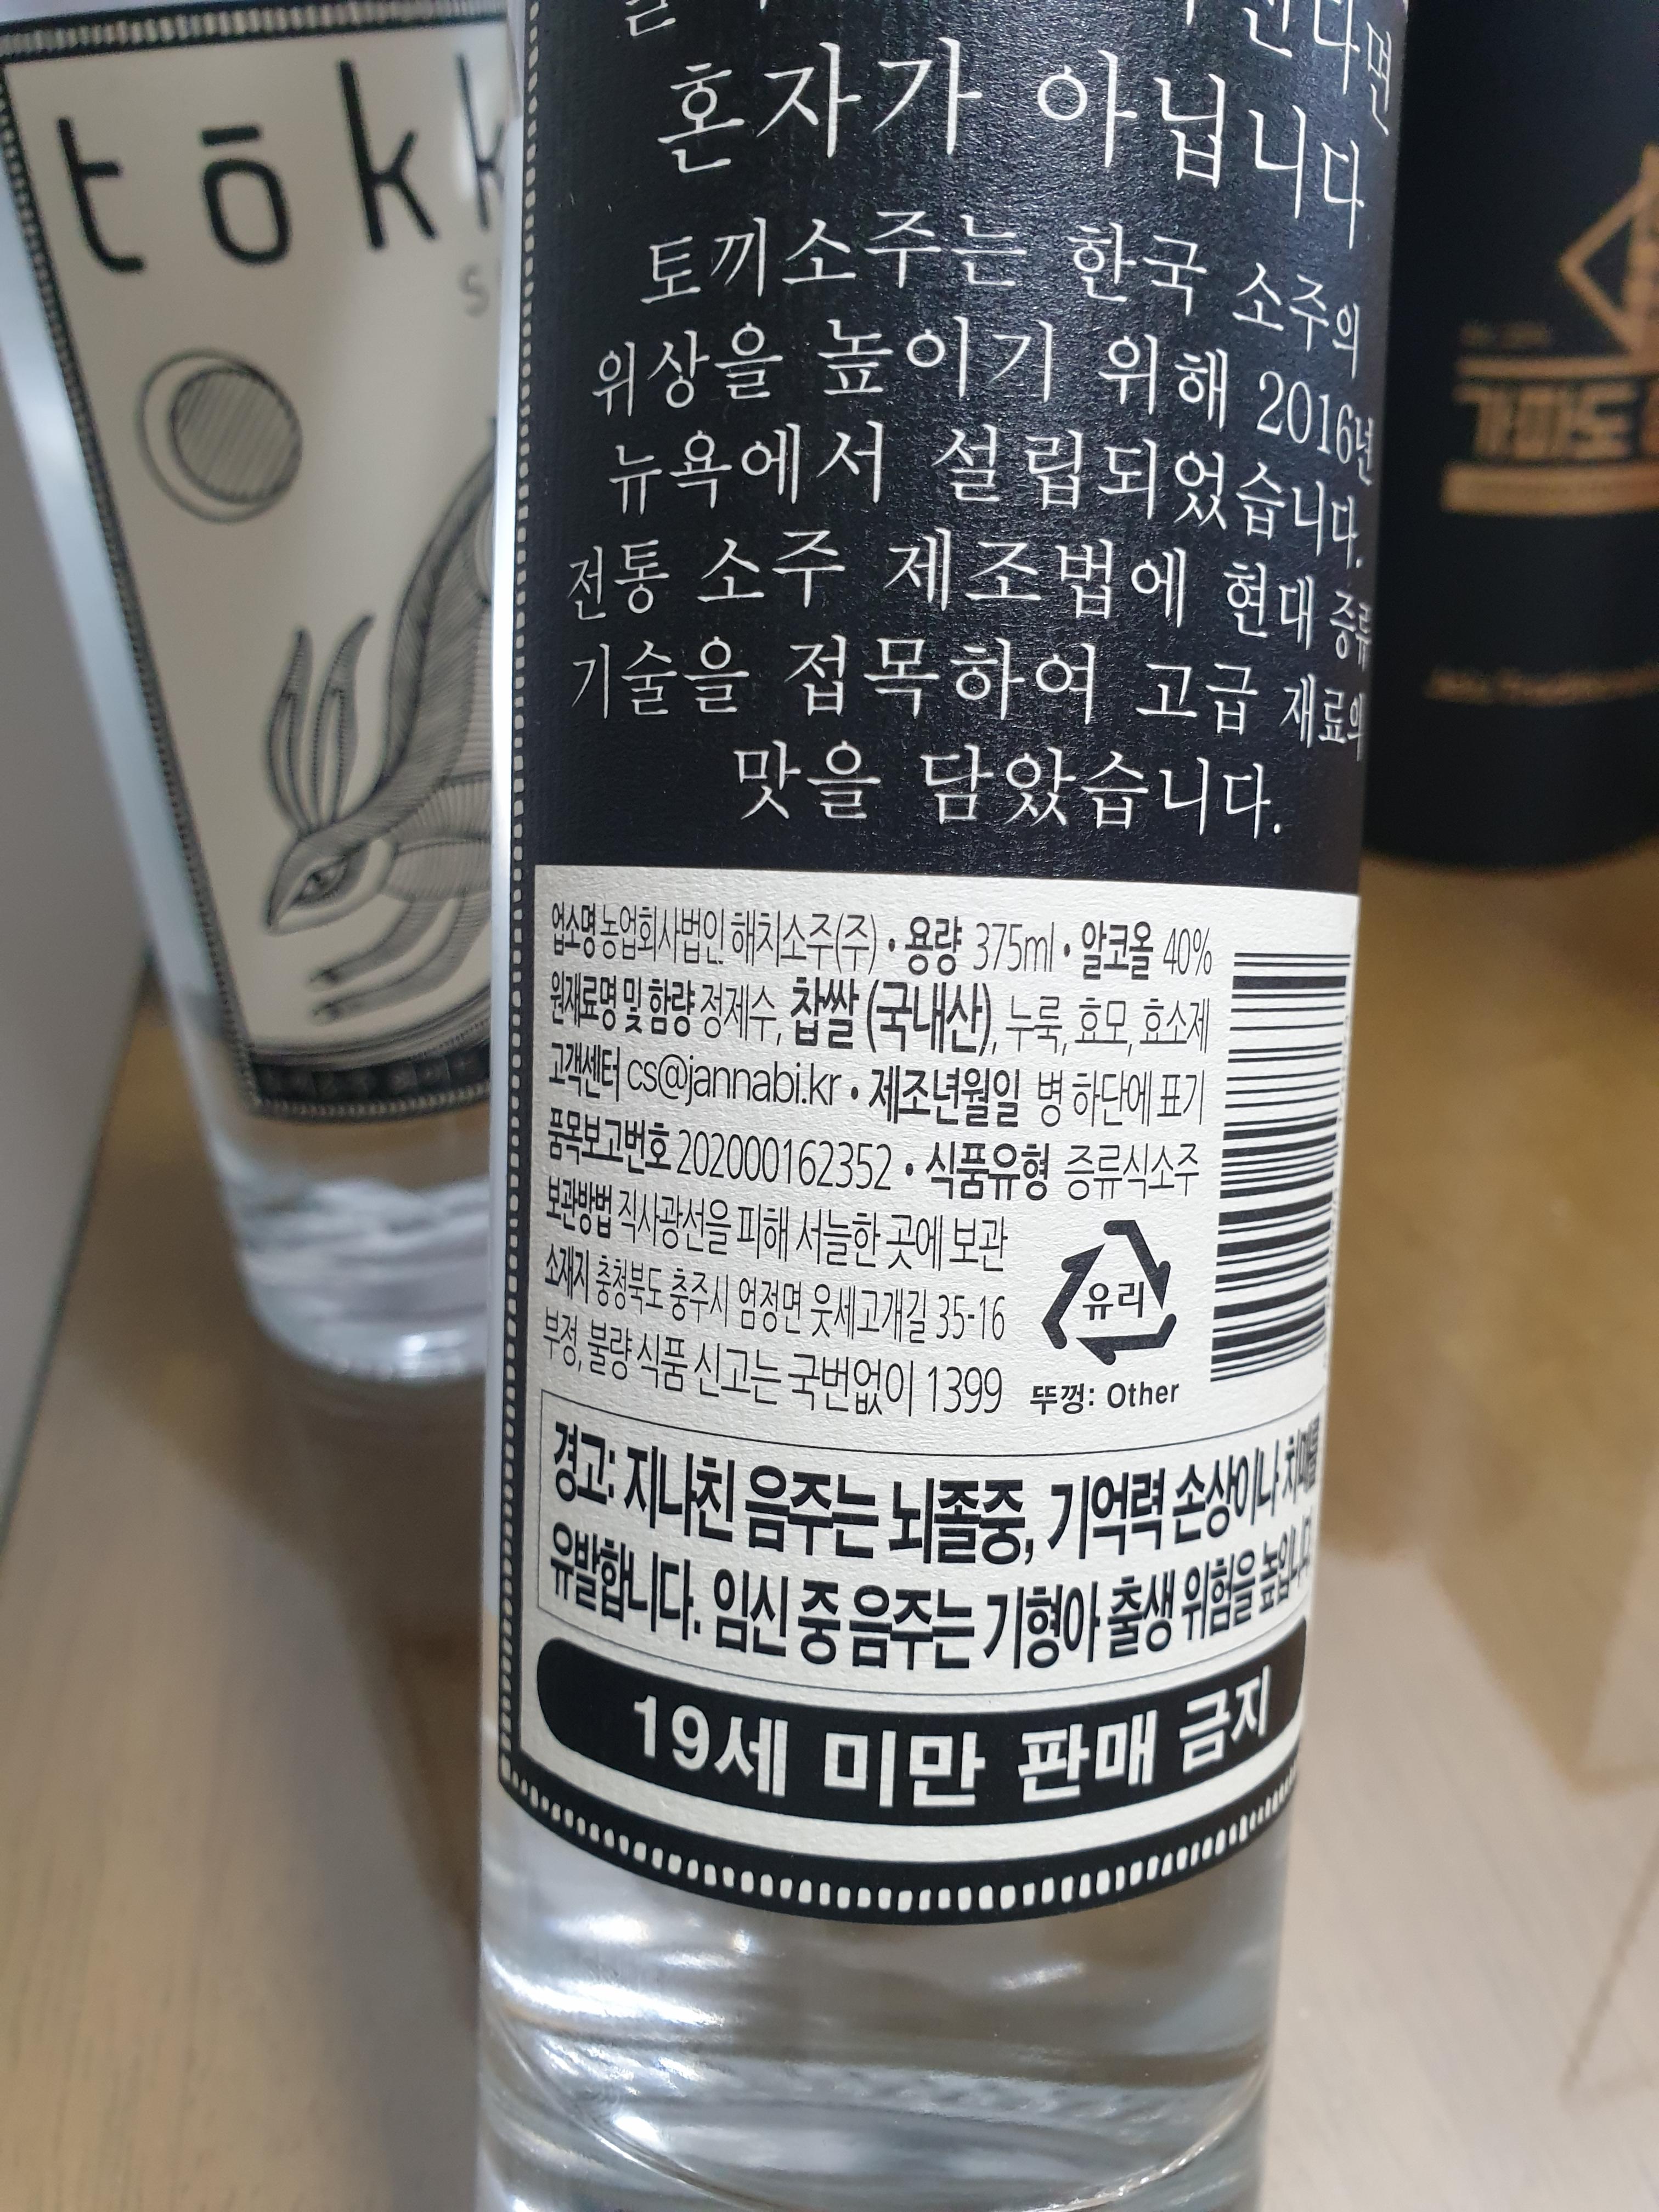 tōkk
혼자가 아닙니다
토끼소주는 한국 소주의
위상을 높이기 위해 2016년
뉴욕에서 설립되었습니다.
전통 소주 제조법에 현대 증류
기술을 접목하여 고급 재료의
맛을 담았습니다.
업소명 농업회사법인 해치소주(주) • 용량 375ml • 알코올 40%
원재료명 및 함량 정제수, 찹쌀 (국내산), 누룩, 효모, 효소제
고객센터 cs@jannabi.kr • 제조년월일 병 하단에 표기
품목보고번호 202000162352 • 식품유형 증류식소주
보관방법 직사광선을 피해 서늘한 곳에 보관
소재지 충청북도 충주시 엄정면 웃세고개길 35-16
부정, 불량 식품 신고는 국번없이 1399
유리
뚜껑: Other
경고: 지나친 음주는 뇌졸중, 기억력 손상이나 치매를
유발합니다. 임신 중 음주는 기형아 출생 위험을 높입니다
19세 미만 판매 금지